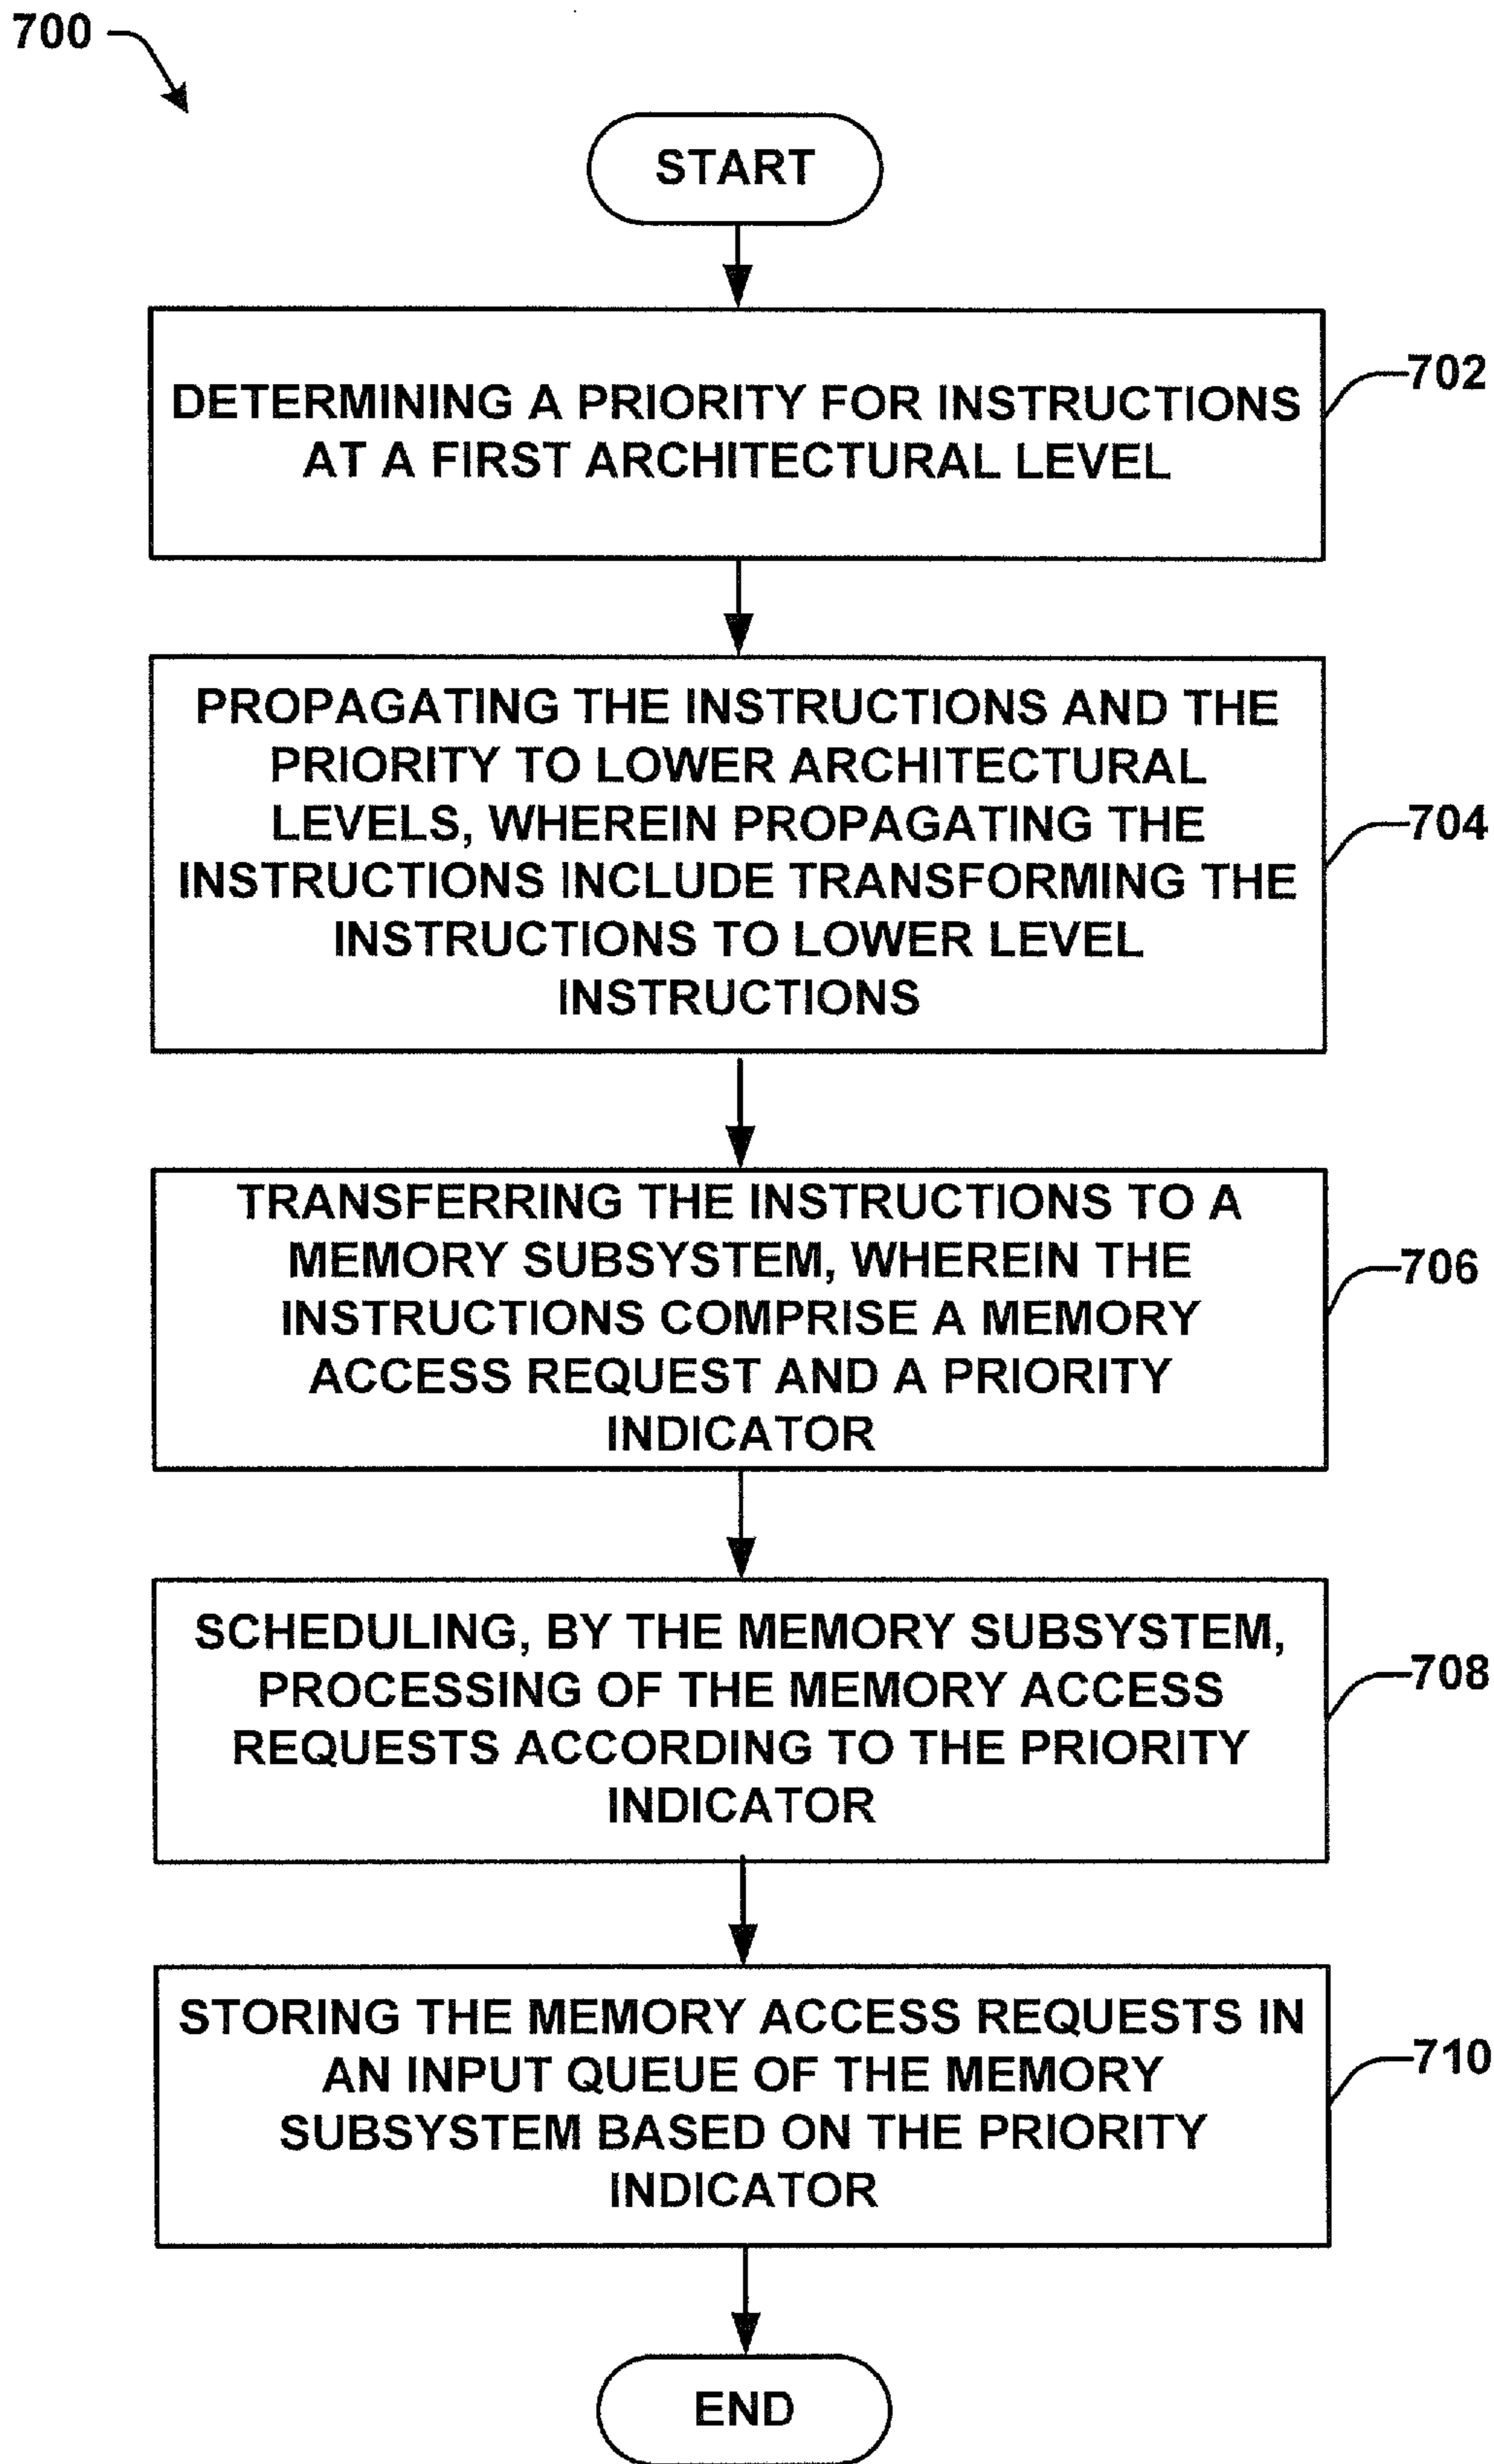 700
START
DETERMINING A PRIORITY FOR INSTRUCTIONS
AT A FIRST ARCHITECTURAL LEVEL
702
PROPAGATING THE INSTRUCTIONS AND THE
PRIORITY TO LOWER ARCHITECTURAL
LEVELS, WHEREIN PROPAGATING THE
INSTRUCTIONS INCLUDE TRANSFORMING THE
INSTRUCTIONS TO LOWER LEVEL
INSTRUCTIONS
704
TRANSFERRING THE INSTRUCTIONS TO A
MEMORY SUBSYSTEM, WHEREIN THE
INSTRUCTIONS COMPRISE A MEMORY
ACCESS REQUEST AND A PRIORITY
INDICATOR
706
SCHEDULING, BY THE MEMORY SUBSYSTEM,
PROCESSING OF THE MEMORY ACCESS
REQUESTS ACCORDING TO THE PRIORITY
INDICATOR
708
STORING THE MEMORY ACCESS REQUESTS IN
AN INPUT QUEUE OF THE MEMORY
SUBSYSTEM BASED ON THE PRIORITY
INDICATOR
710
END